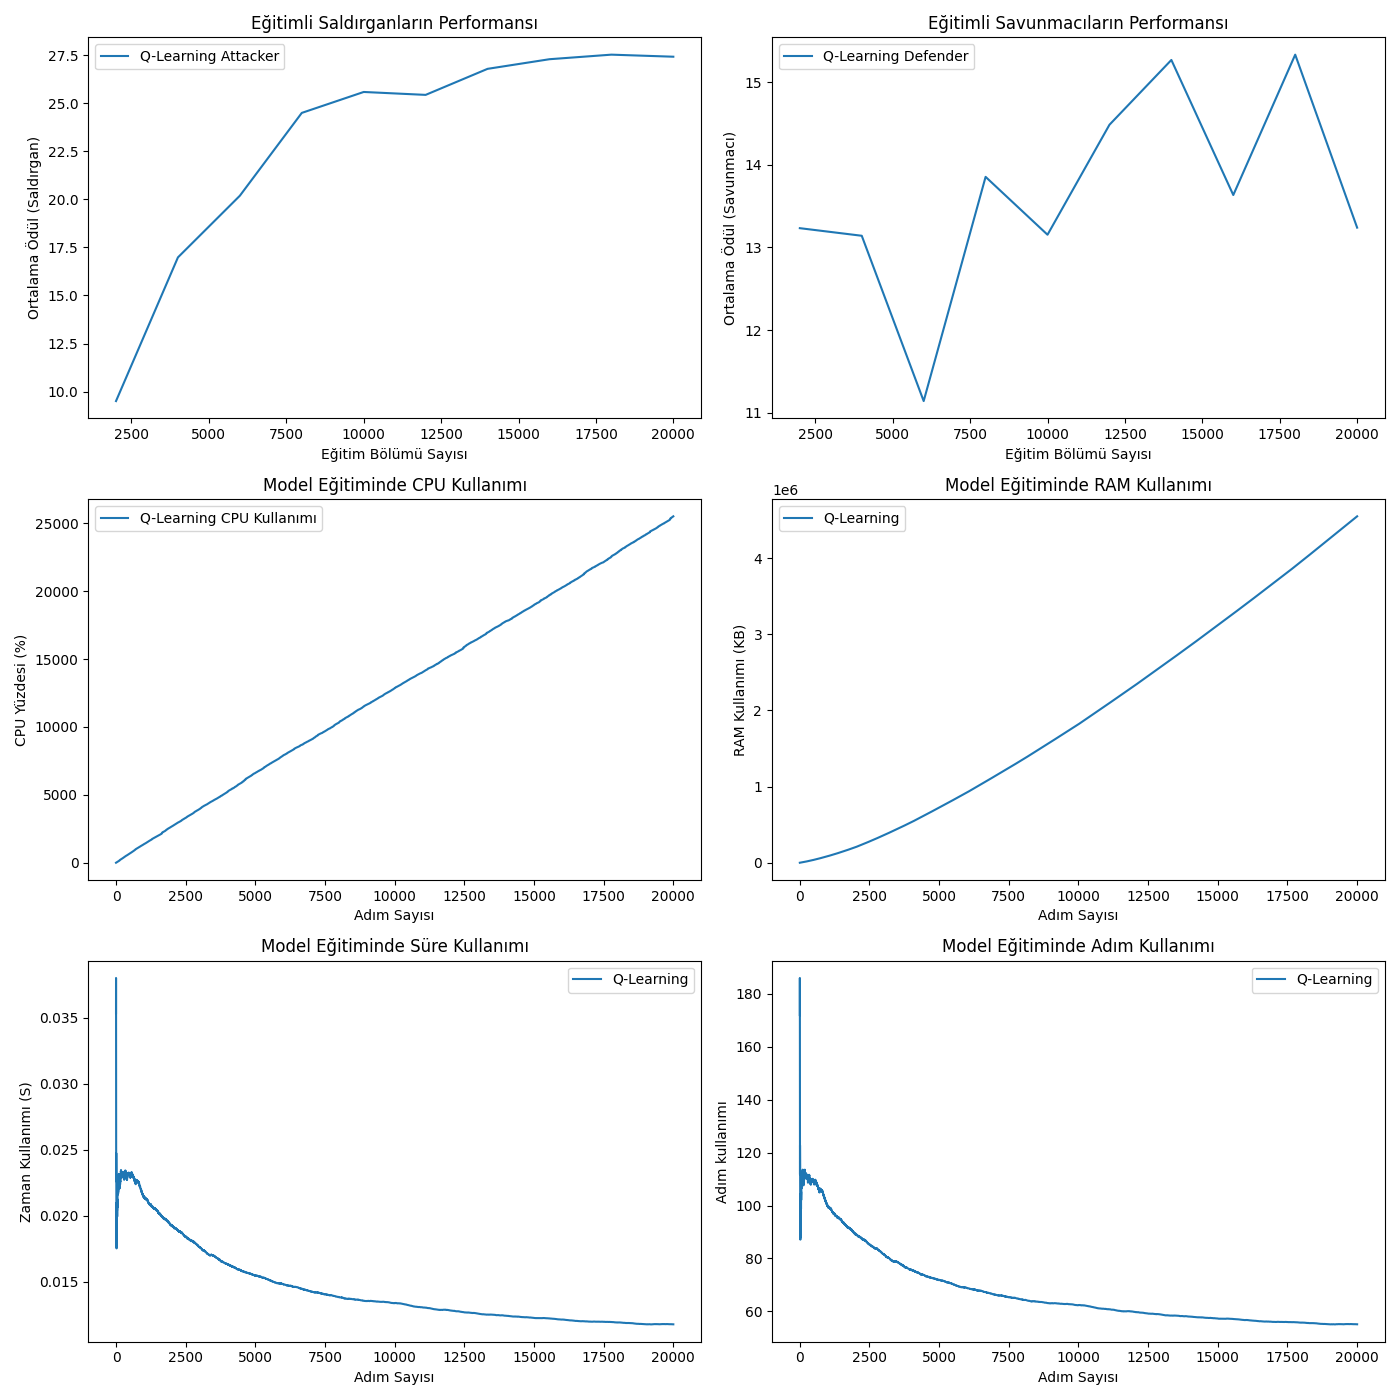 Eğitimli Saldırganların Performansı
Q-Learning Attacker
Ortalama Ödül (Saldırgan)
27.5
25.0
22.5
20.0
17.5
15.0
12.5
10.0
2500 5000 7500 10000 12500 15000 17500 20000
Eğitim Bölümü Sayısı
Eğitimli Savunmacıların Performansı
Q-Learning Defender
Ortalama Ödül (Savunmacı)
15
14
13
12
11
2500 5000 7500 10000 12500 15000 17500 20000
Eğitim Bölümü Sayısı
Model Eğitiminde CPU Kullanımı
Q-Learning CPU Kullanımı
CPU Yüzdesi (%)
25000
20000
15000
10000
5000
0
0 2500 5000 7500 10000 12500 15000 17500 20000
Adım Sayısı
Model Eğitiminde RAM Kullanımı
1e6
Q-Learning
RAM Kullanımı (KB)
4
3
2
1
0
0 2500 5000 7500 10000 12500 15000 17500 20000
Adım Sayısı
Model Eğitiminde Süre Kullanımı
Q-Learning
Zaman Kullanımı (S)
0.035
0.030
0.025
0.020
0.015
0 2500 5000 7500 10000 12500 15000 17500 20000
Adım Sayısı
Model Eğitiminde Adım Kullanımı
Q-Learning
Adım kullanımı
180
160
140
120
100
80
60
0 2500 5000 7500 10000 12500 15000 17500 20000
Adım Sayısı